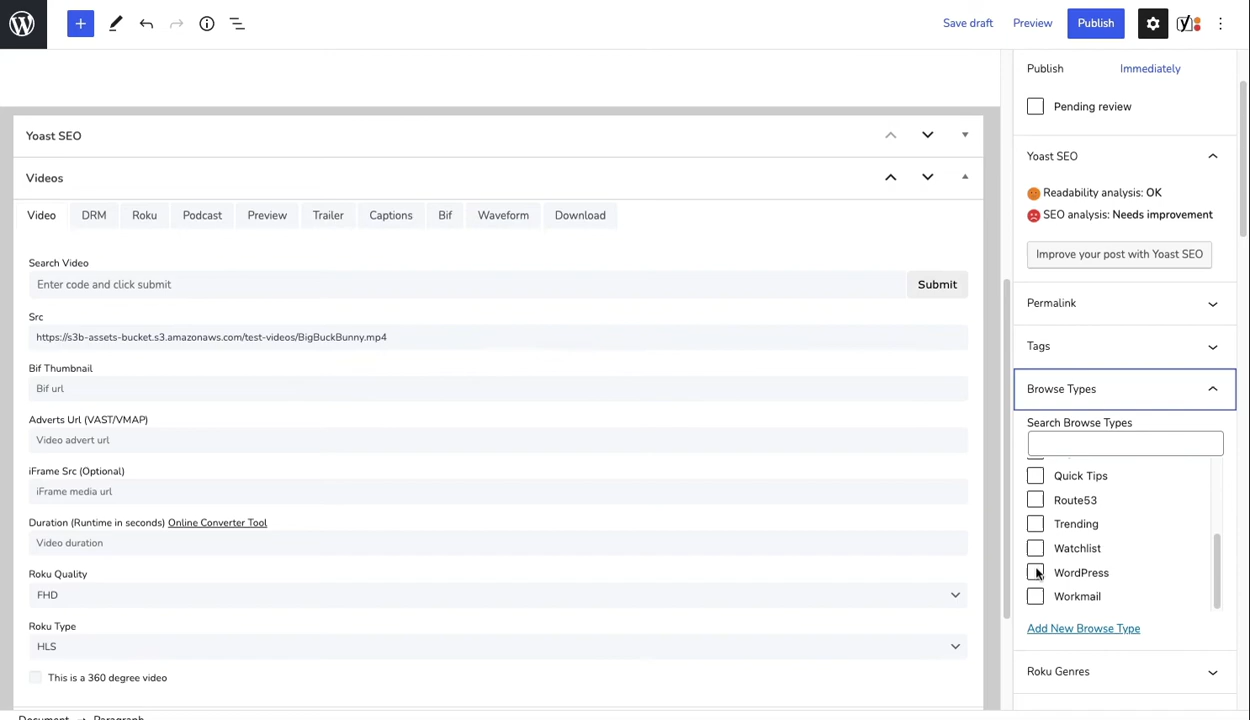 Save draft
Preview
Publish
Publish
Immediately
Pending review
Yoast SEO
Readability analysis: OK
SEO analysis: Needs improvement
Improve your post with Yoast SEO
Permalink
Tags
Browse Types
Search Browse Types
Quick Tips
Route53
Trending
Watchlist
WordPress
Workmail
Add New Browse Type
Roku Genres
Yoast SEO
Videos
Video DRM Roku Podcast Preview Trailer Captions Bif Waveform Download
Search Video
Enter code and click submit Submit
Src
https://s3b-assets-bucket.s3.amazonaws.com/test-videos/BigBuckBunny.mp4
Bif Thumbnail
Bif url
Adverts Url (VAST/VMAP)
Video advert url
iFrame Src (Optional)
iFrame media url
Duration (Runtime in seconds) Online Converter Tool
Video duration
Roku Quality
FHD
Roku Type
HLS
This is a 360 degree video
Document Paragraph